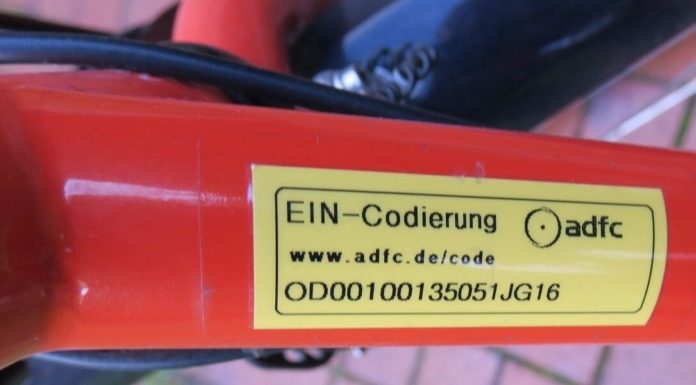 EIN-Codierung adfc
www.adfc.de/code
OD00100135051JG16